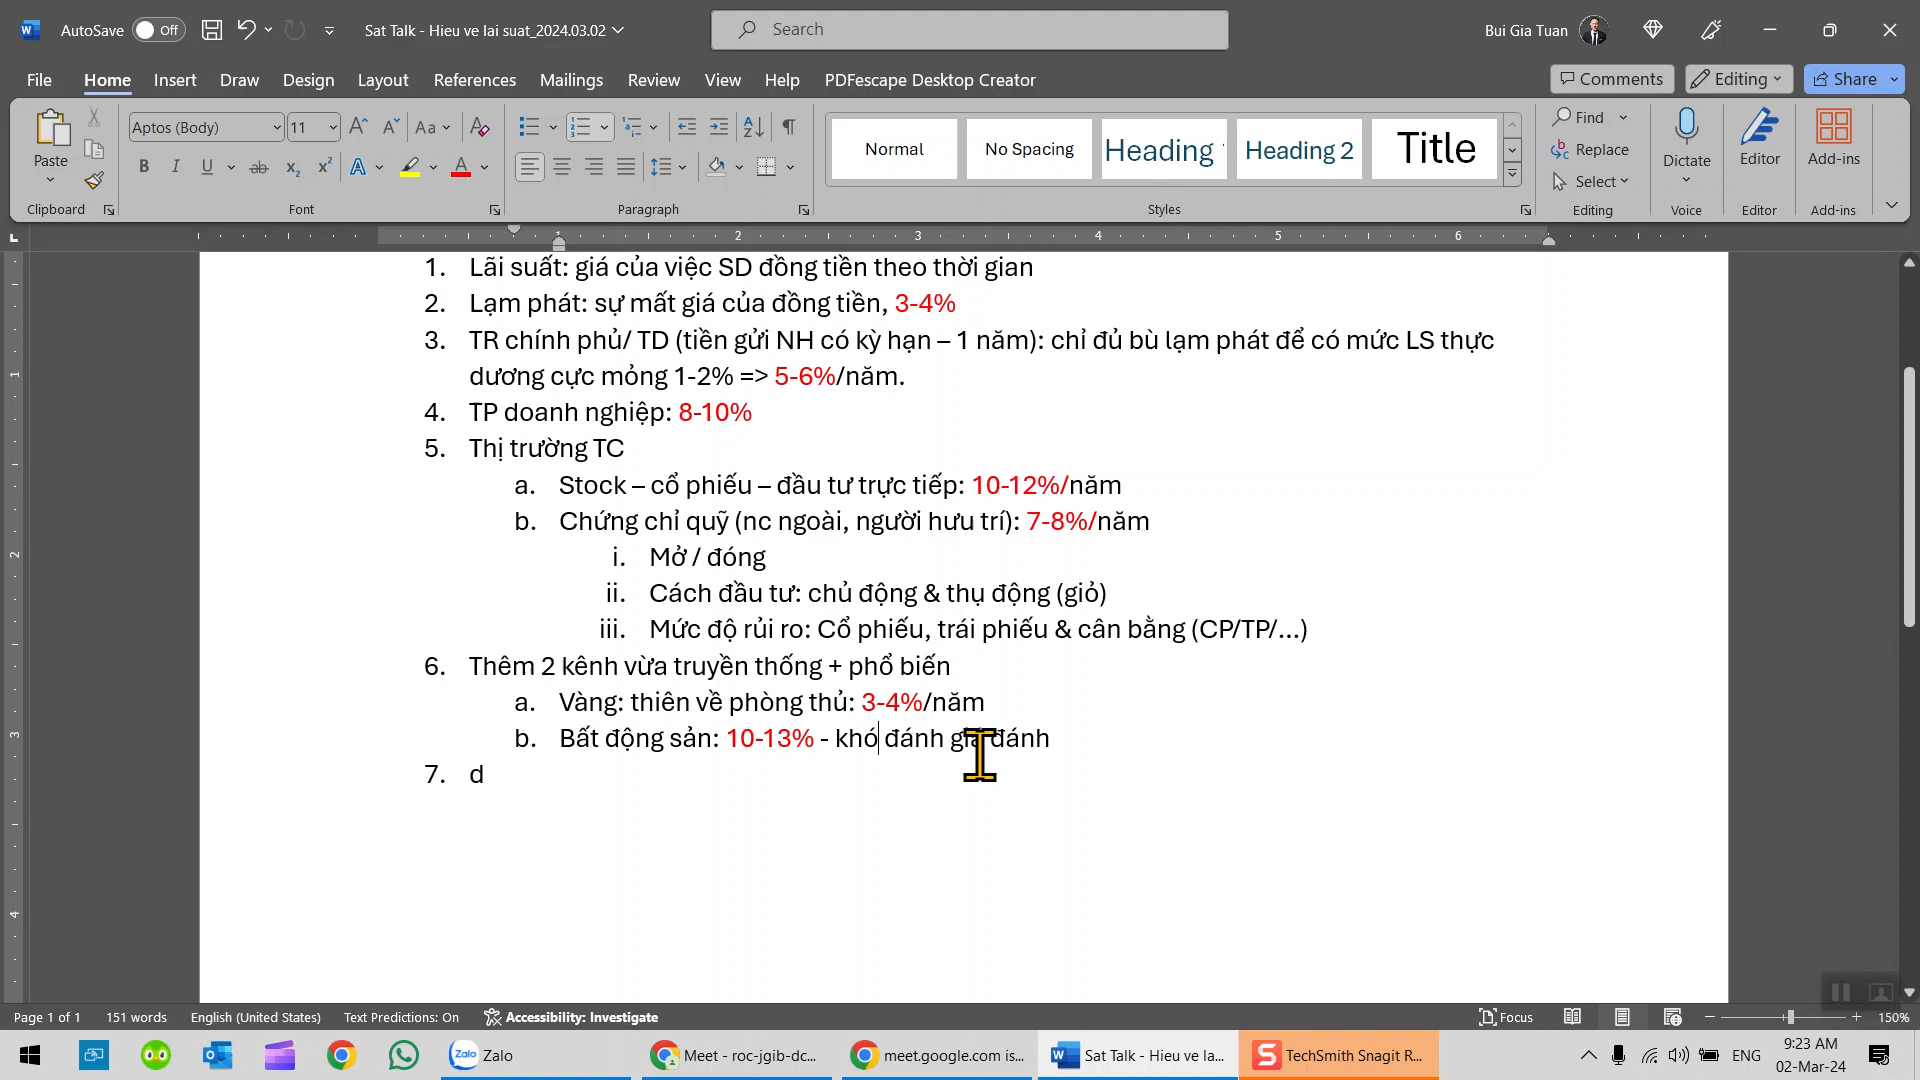 AutoSave Off Sat Talk - Hieu ve lai suat_2024.03.02 Search Bui Gia Tuan
File Home Insert Draw Design Layout References Mailings Review View Help PDFescape Desktop Creator Comments Editing Share
Aptos (Body) 11 Aa
Paste
Normal No Spacing Heading Heading 2 Title
Find
Replace
Select
Dictate Editor Add-ins
Clipboard Font Paragraph Styles Editing Voice Editor Add-ins
1 2 3 4 5 6
1. Lãi suất: giá của việc SD đồng tiền theo thời gian
2. Lạm phát: sự mất giá của đồng tiền, 3-4%
3. TR chính phủ/ TD (tiền gửi NH có kỳ hạn – 1 năm): chỉ đủ bù lạm phát để có mức LS thực
dương cực mỏng 1-2% => 5-6%/năm.
4. TP doanh nghiệp: 8-10%
5. Thị trường TC
a. Stock – cổ phiếu – đầu tư trực tiếp: 10-12%/năm
b. Chứng chỉ quỹ (nc ngoài, người hưu trí): 7-8%/năm
i. Mở / đóng
ii. Cách đầu tư: chủ động & thụ động (giỏ)
iii. Mức độ rủi ro: Cổ phiếu, trái phiếu & cân bằng (CP/TP/...)
6. Thêm 2 kênh vừa truyền thống + phổ biến
a. Vàng: thiên về phòng thủ: 3-4%/năm
b. Bất động sản: 10-13% - khó đánh giá đánh
7. d
Page 1 of 1 151 words English (United States) Text Predictions: On Accessibility: Investigate Focus 150%
Zalo Meet - roc-jgib-dc... meet.google.com is... Sat Talk - Hieu ve la... TechSmith Snagit R... ENG 9:23 AM
02-Mar-24